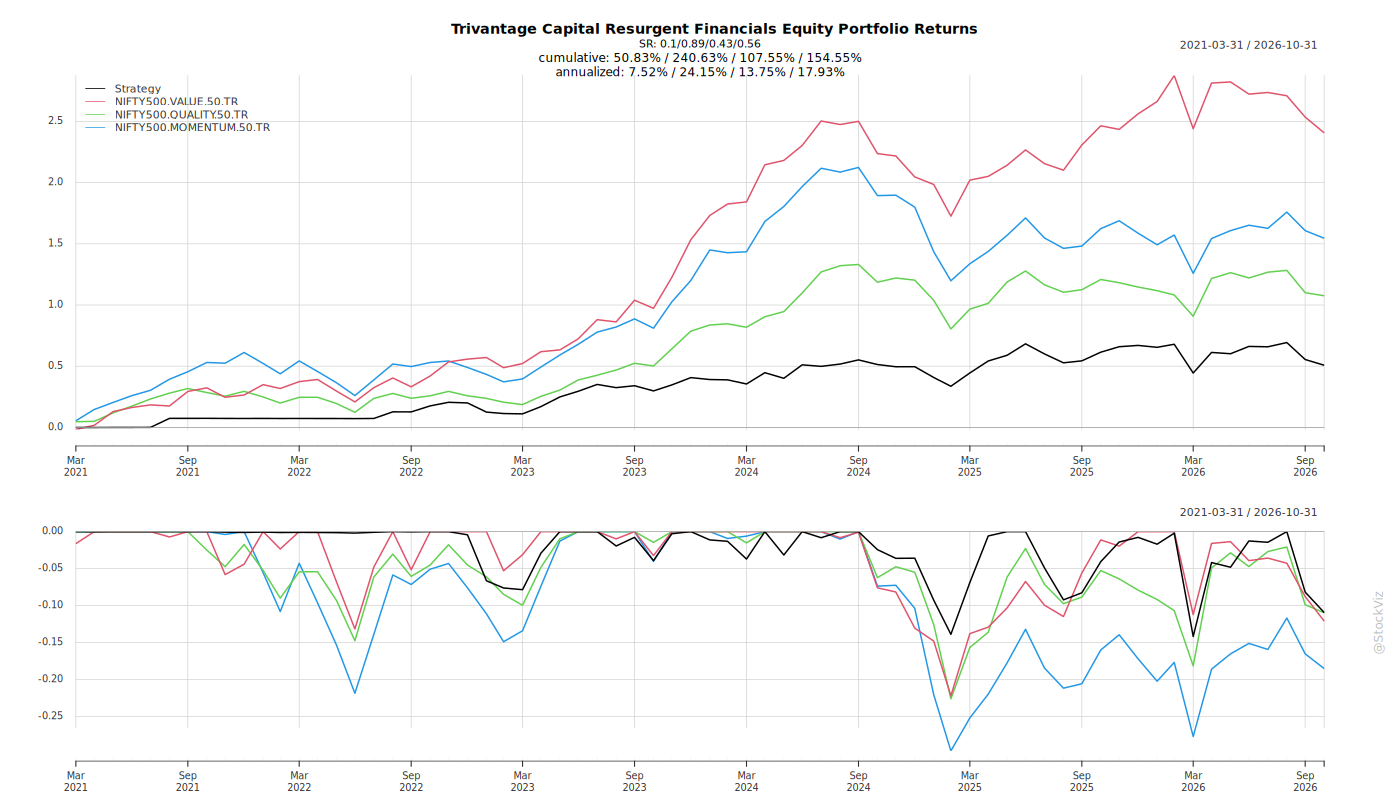 Trivantage Capital Resurgent Financials Equity Portfolio Returns
SR: 0.1/0.89/0.43/0.56
cumulative: 50.83% / 240.63% / 107.55% / 154.55%
annualized: 7.52% / 24.15% / 13.75% / 17.93%
2021-03-31 / 2026-10-31
Strategy
NIFTY500.VALUE.50.TR
NIFTY500.QUALITY.50.TR
NIFTY500.MOMENTUM.50.TR
2.5
2.0
1.5
1.0
0.5
0.0
Mar Sep Mar Sep Mar Sep Mar Sep Mar Sep Mar Sep
2021 2021 2022 2022 2023 2023 2024 2024 2025 2025 2026 2026
2021-03-31 / 2026-10-31
0.00
-0.05
-0.10
-0.15
-0.20
-0.25
Mar Sep Mar Sep Mar Sep Mar Sep Mar Sep Mar Sep
2021 2021 2022 2022 2023 2023 2024 2024 2025 2025 2026 2026
@StockViz